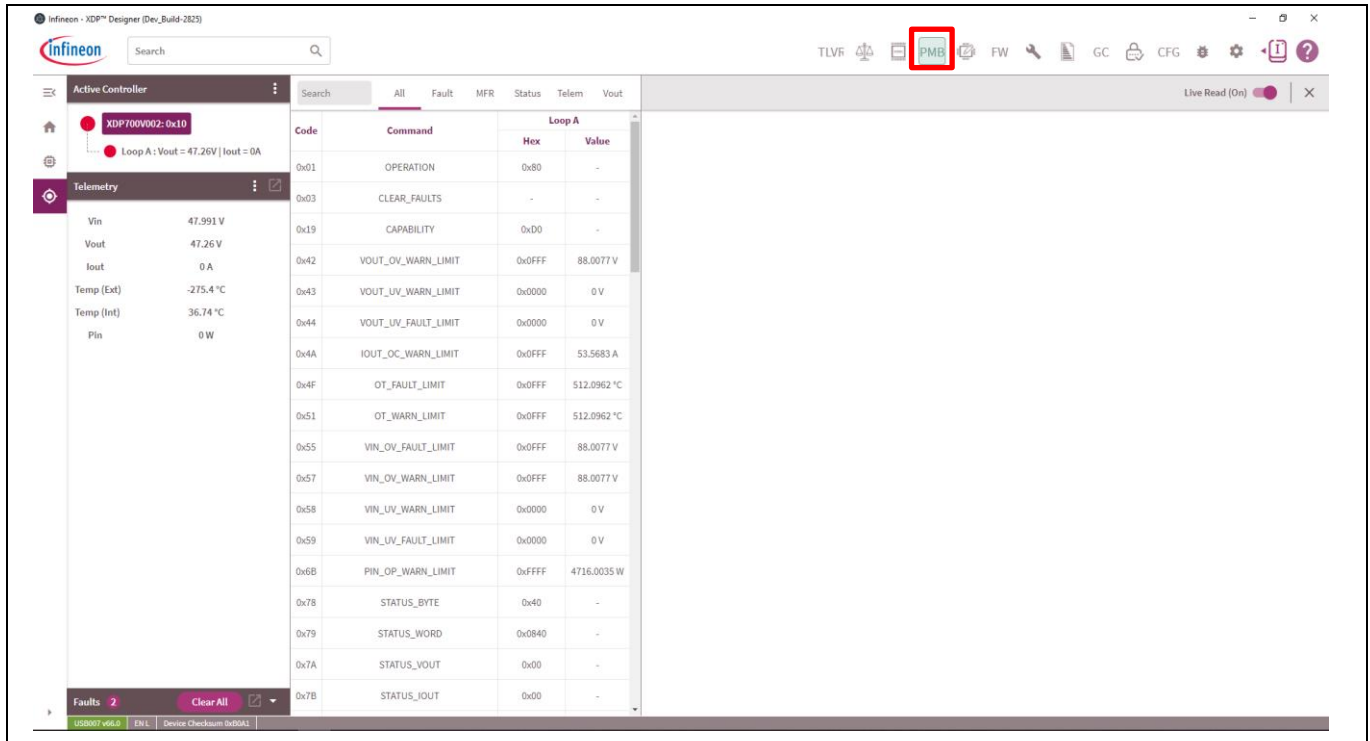 Infineon - XDP™ Designer (Dev_Build-2825)
infineon
Search
TLVR
PMB
FW
GC
CFG
Active Controller
XDP700V002: 0x10
Loop A : Vout = 47.26V | Iout = 0A
Telemetry
Vin 47.991 V
Vout 47.26 V
Iout 0 A
Temp (Ext) -275.4 °C
Temp (Int) 36.74 °C
Pin 0 W
Faults 2 Clear All
Search All Fault MFR Status Telem Vout
Live Read (On)
Code Command Loop A
Hex Value
0x01 OPERATION 0x80 -
0x03 CLEAR_FAULTS - -
0x19 CAPABILITY 0xD0 -
0x42 VOUT_OV_WARN_LIMIT 0x0FFF 88.0077 V
0x43 VOUT_UV_WARN_LIMIT 0x0000 0 V
0x44 VOUT_UV_FAULT_LIMIT 0x0000 0 V
0x4A IOUT_OC_WARN_LIMIT 0x0FFF 53.5683 A
0x4F OT_FAULT_LIMIT 0x0FFF 512.0962 °C
0x51 OT_WARN_LIMIT 0x0FFF 512.0962 °C
0x55 VIN_OV_FAULT_LIMIT 0x0FFF 88.0077 V
0x57 VIN_OV_WARN_LIMIT 0x0FFF 88.0077 V
0x58 VIN_UV_WARN_LIMIT 0x0000 0 V
0x59 VIN_UV_FAULT_LIMIT 0x0000 0 V
0x6B PIN_OP_WARN_LIMIT 0xFFFF 4716.0035 W
0x78 STATUS_BYTE 0x40 -
0x79 STATUS_WORD 0x0840 -
0x7A STATUS_VOUT 0x00 -
0x7B STATUS_IOUT 0x00 -
USB007 v66.0 EN L Device Checksum 0xB0A1